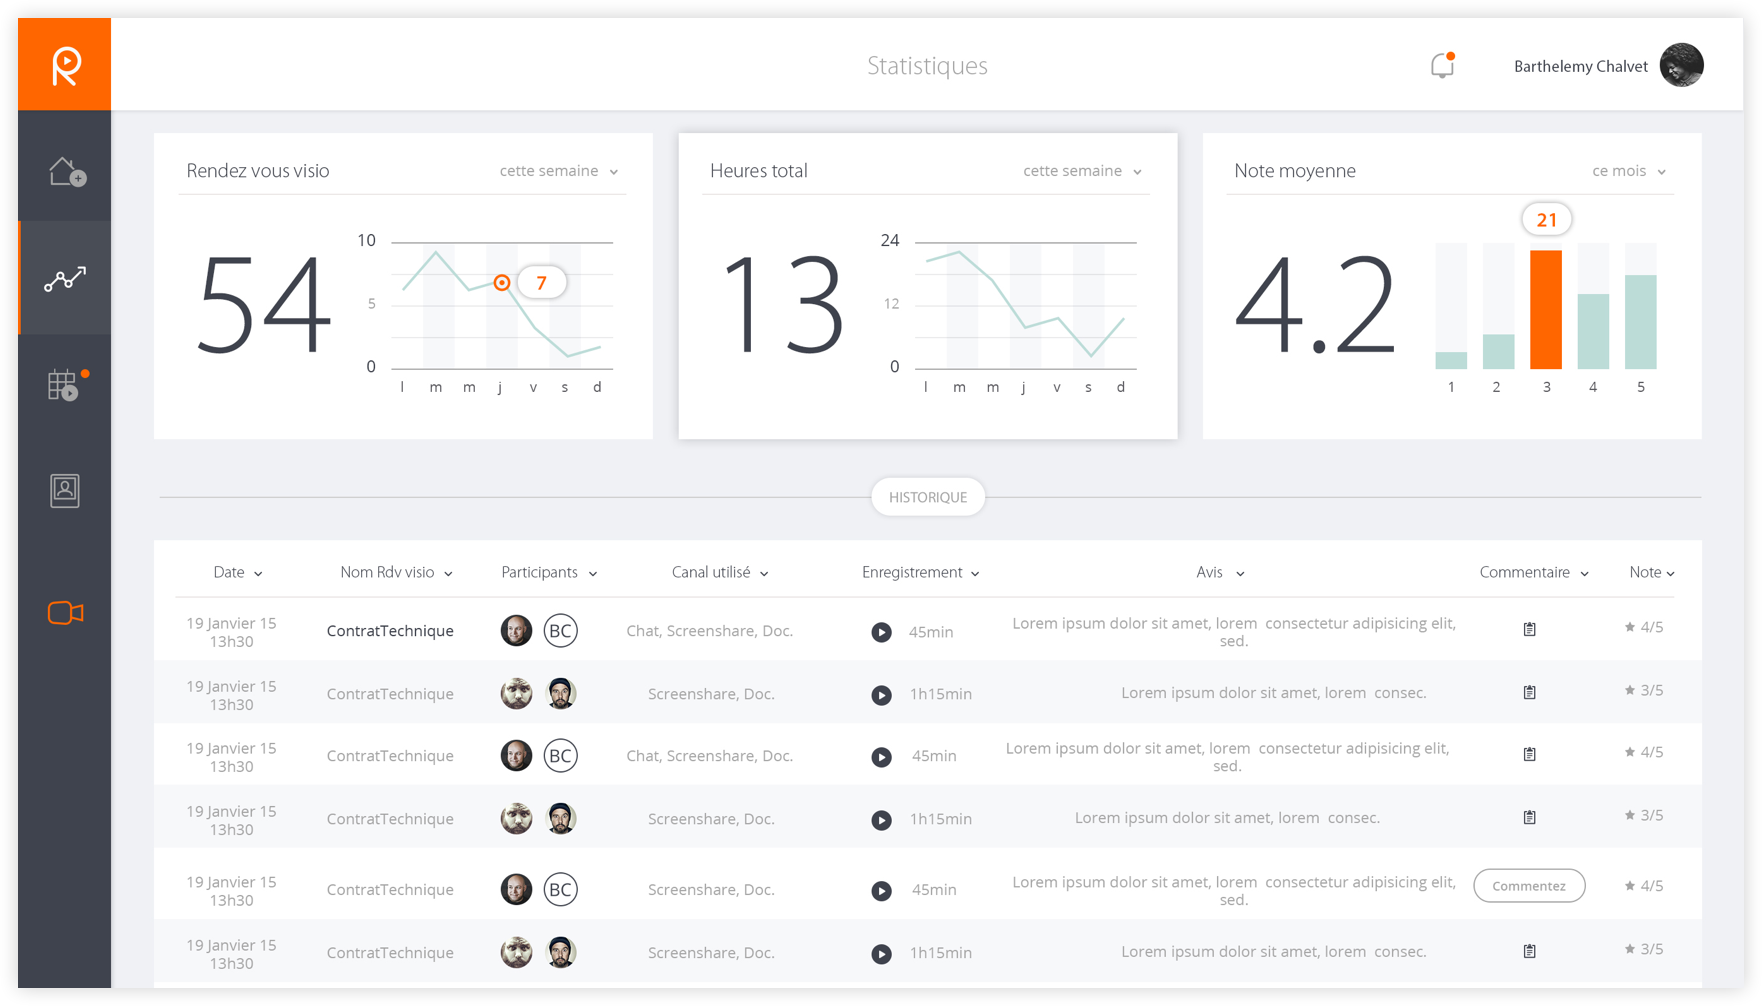 Statistiques
Barthelemy Chalvet
Rendez vous visio
cette semaine
54
10
5
0
7
l m m j v s d
Heures total
cette semaine
13
24
12
0
l m m j v s d
Note moyenne
ce mois
4.2
21
1 2 3 4 5
HISTORIQUE
Date Nom Rdv visio Participants Canal utilisé Enregistrement Avis Commentaire Note
19 Janvier 15
13h30
ContratTechnique
BC
Chat, Screenshare, Doc.
45min
Lorem ipsum dolor sit amet, lorem consectetur adipisicing elit,
sed.
4/5
19 Janvier 15
13h30
ContratTechnique
Screenshare, Doc.
1h15min
Lorem ipsum dolor sit amet, lorem consec.
3/5
19 Janvier 15
13h30
ContratTechnique
BC
Chat, Screenshare, Doc.
45min
Lorem ipsum dolor sit amet, lorem consectetur adipisicing elit,
sed.
4/5
19 Janvier 15
13h30
ContratTechnique
Screenshare, Doc.
1h15min
Lorem ipsum dolor sit amet, lorem consec.
3/5
19 Janvier 15
13h30
ContratTechnique
BC
Screenshare, Doc.
45min
Lorem ipsum dolor sit amet, lorem consectetur adipisicing elit,
sed.
Commentez
4/5
19 Janvier 15
13h30
ContratTechnique
Screenshare, Doc.
1h15min
Lorem ipsum dolor sit amet, lorem consec.
3/5